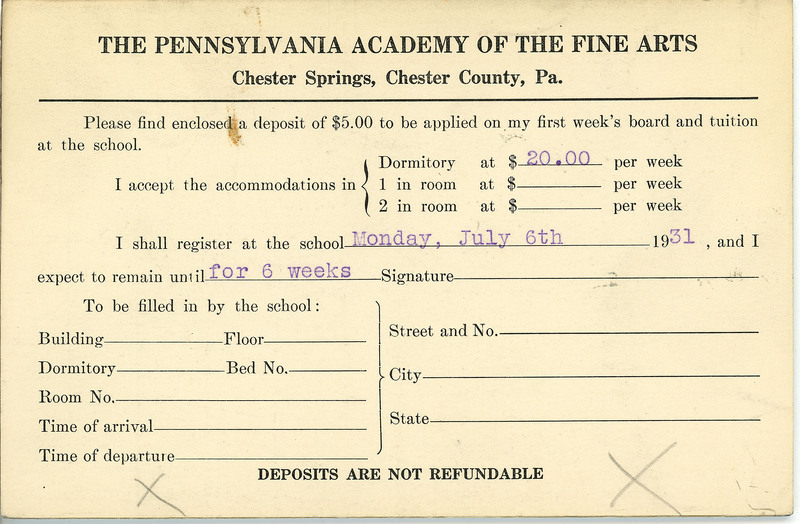 THE PENNSYLVANIA ACADEMY OF THE FINE ARTS
Chester Springs, Chester County, Pa.
Please find enclosed a deposit of $5.00 to be applied on my first week's board and tuition
at the school.
I accept the accommodations in
Dormitory at $ 20.00 per week
1 in room at $ per week
2 in room at $ per week
I shall register at the school Monday, July 6th 1931 , and I
expect to remain until for 6 weeks Signature
To be filled in by the school:
Building Floor
Dormitory Bed No.
Room No.
Time of arrival
Time of departure
Street and No.
City
State
DEPOSITS ARE NOT REFUNDABLE